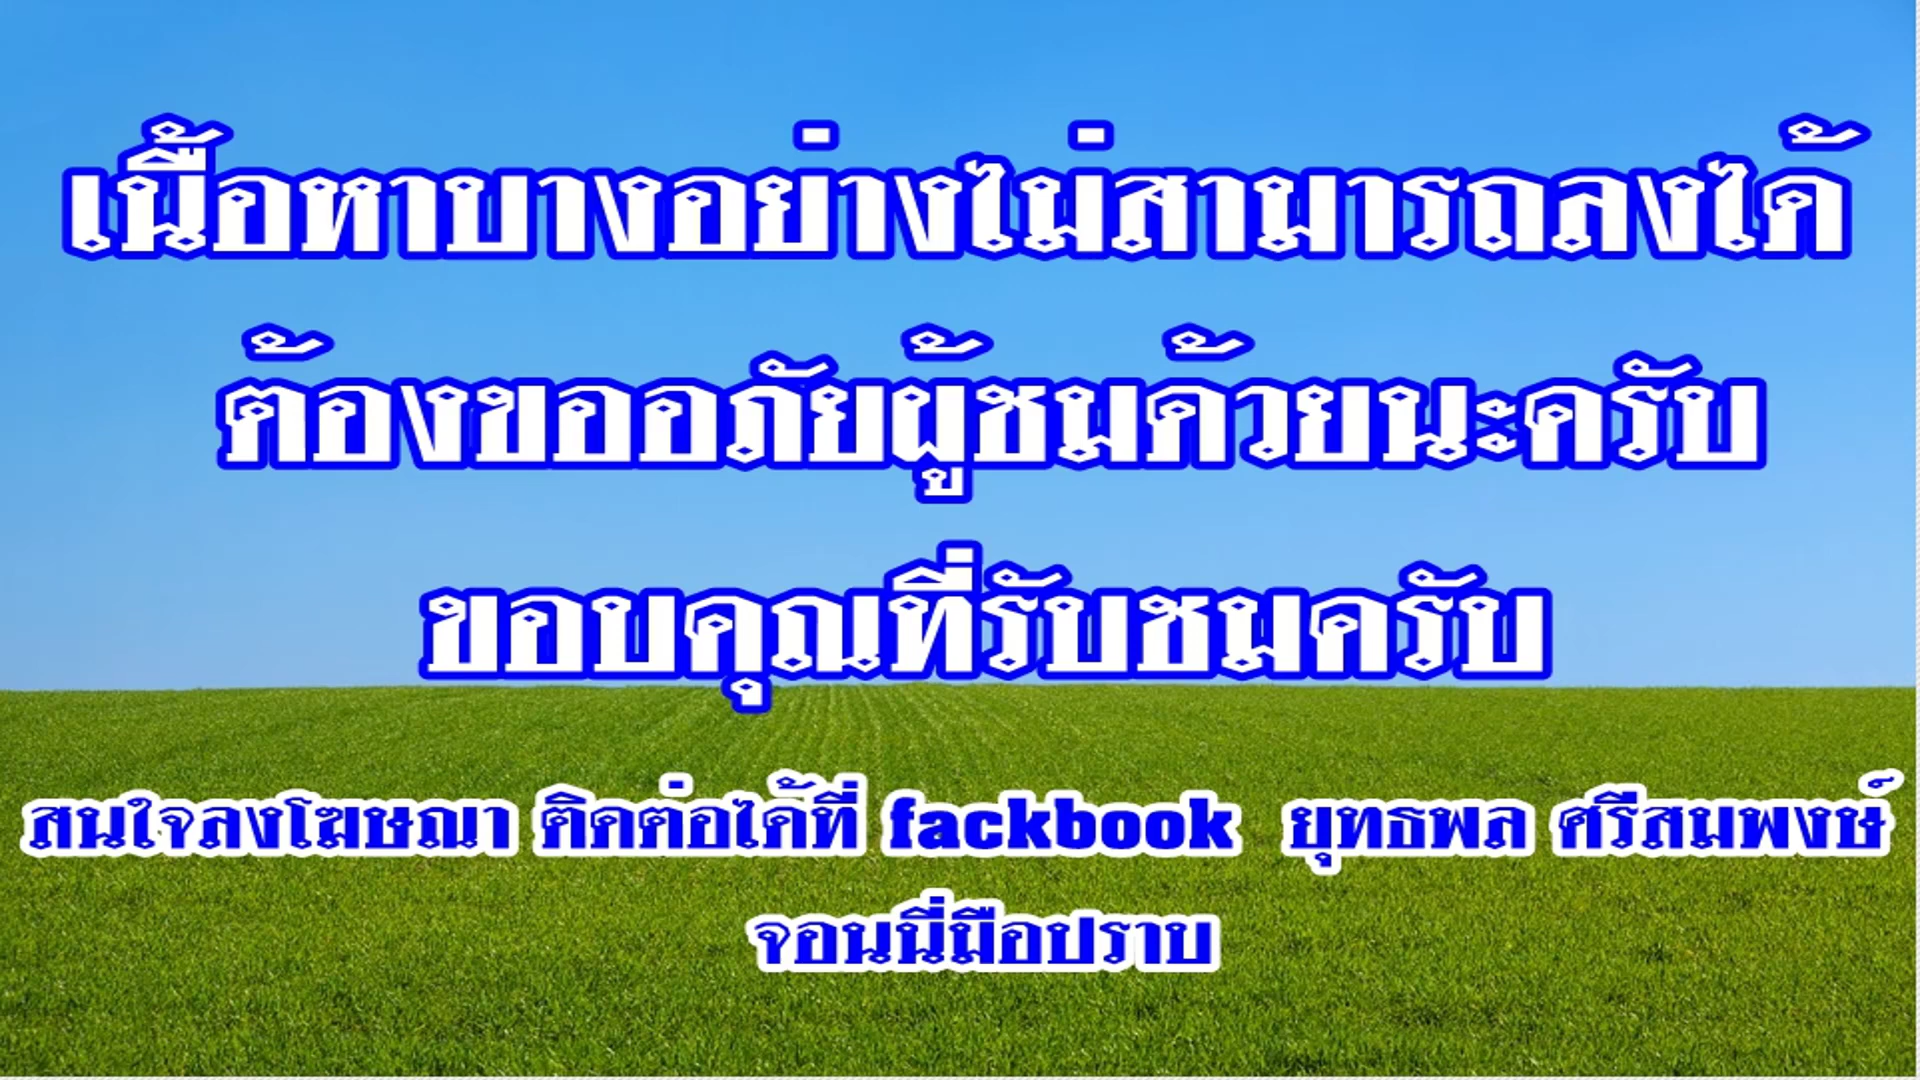 เนื้อหาบางอย่างไม่สามารถลงได้
ต้องขออภัยผู้ชมด้วยนะครับ
ขอบคุณที่รับชมครับ
สนใจลงโฆษณา ติดต่อได้ที่ fackbook ยุทธพล ศรีสมพงษ์
จอนนี่มือปราบ